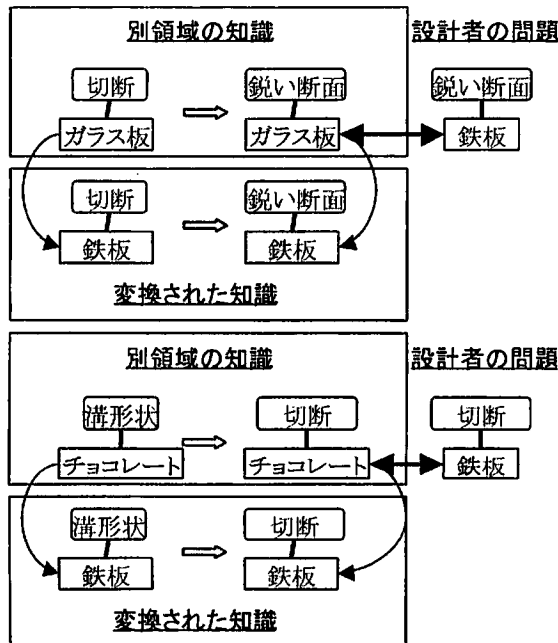 別領域の知識 設計者の問題
切断 鋭い断面 鋭い断面
ガラス板 ガラス板 鉄板
切断 鋭い断面
鉄板 鉄板
変換された知識
別領域の知識 設計者の問題
溝形状 切断 切断
チョコレート チョコレート 鉄板
溝形状 切断
鉄板 鉄板
変換された知識